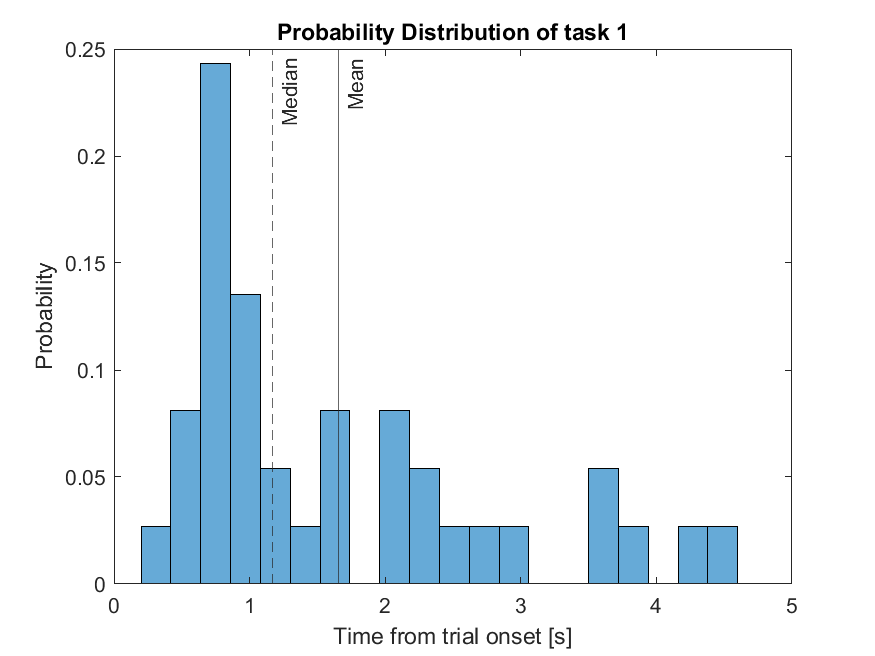 Probability Distribution of task 1
0.25
0.2
0.15
0.1
0.05
0
Probability
Median
Mean
0 1 2 3 4 5
Time from trial onset [s]